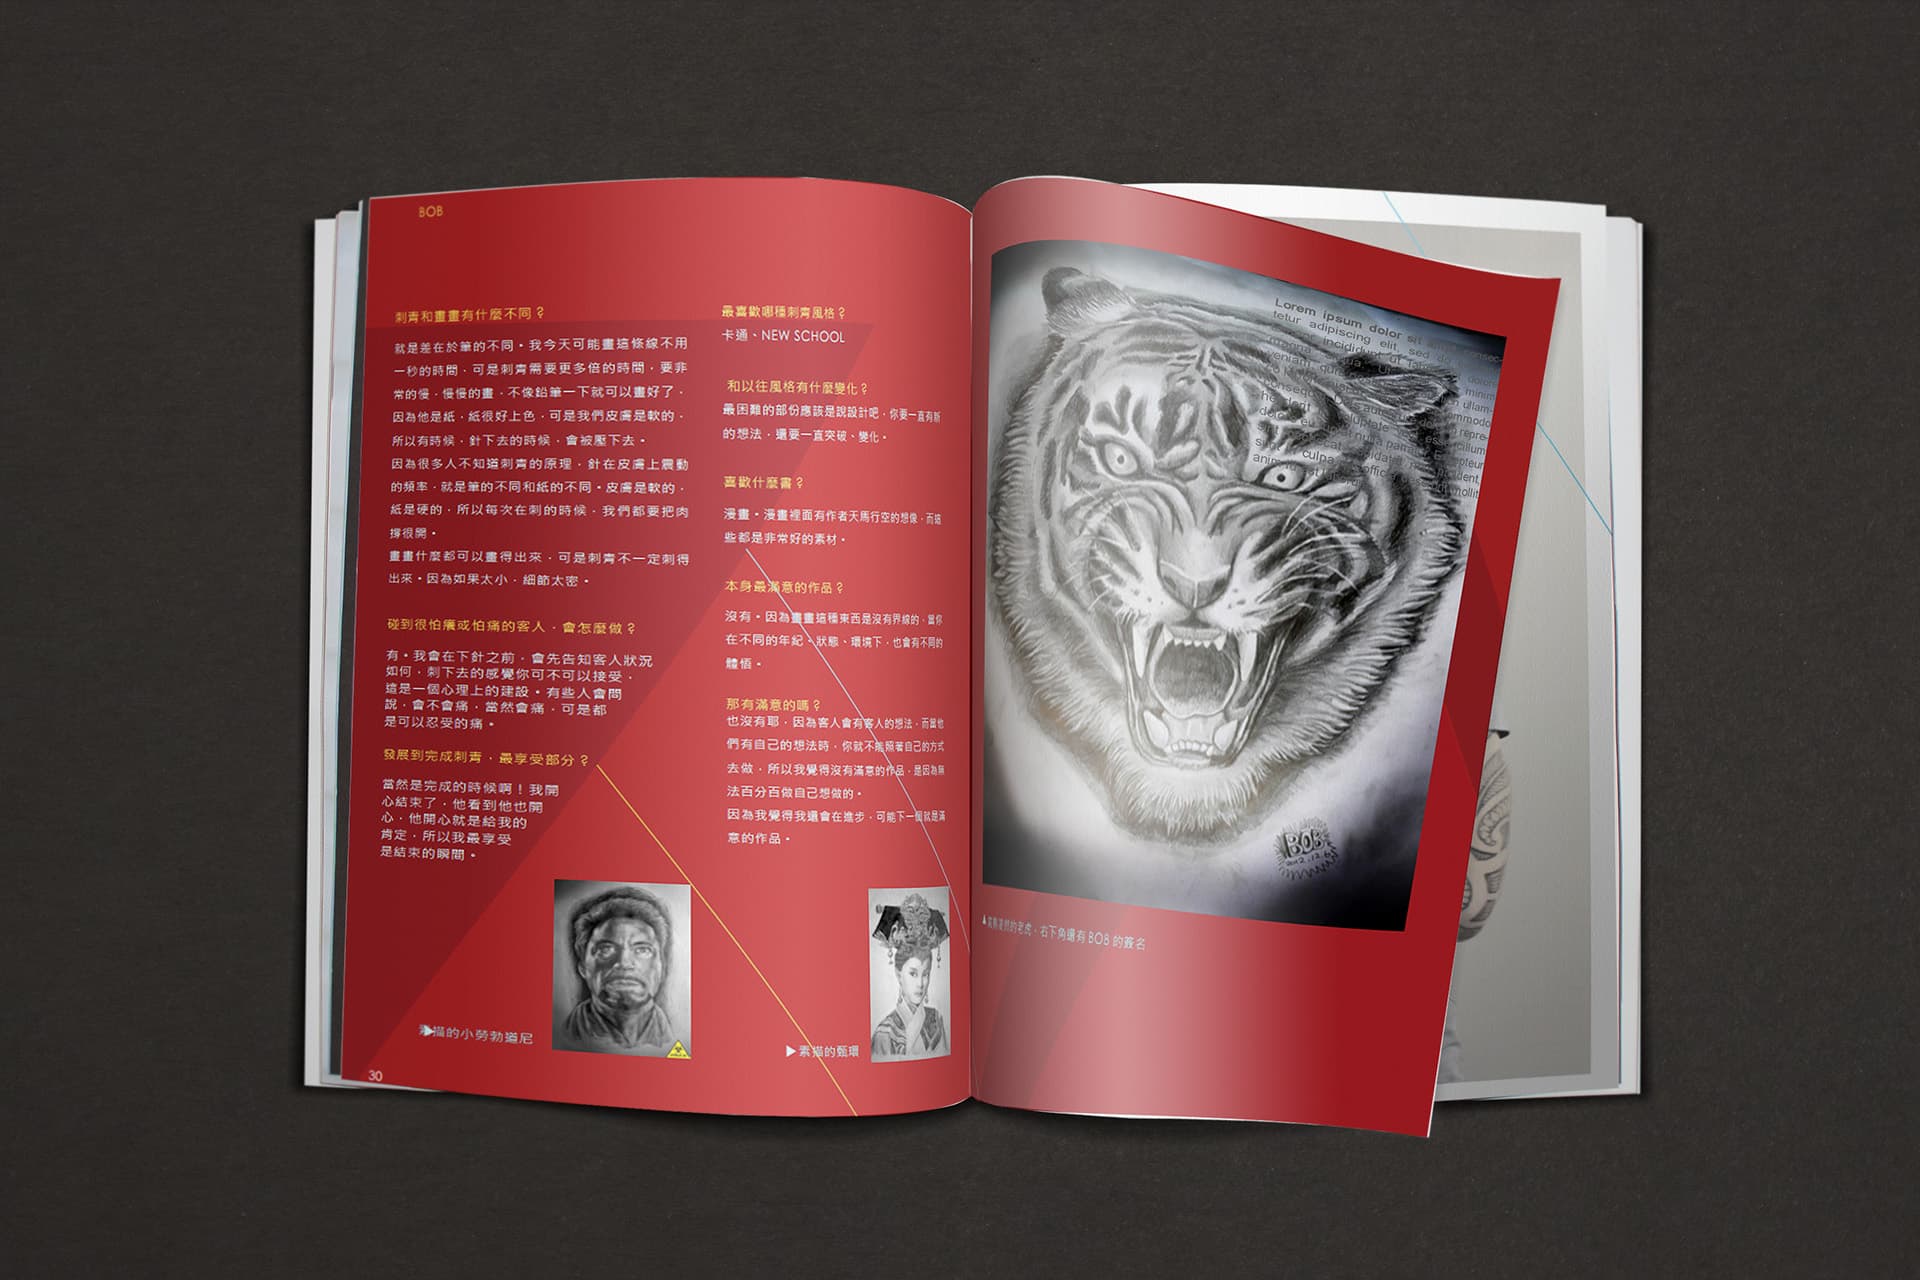 BOB
刺青和畫畫有什麼不同？
就是差在於筆的不同。我今天可能畫這條線不用
一秒的時間，可是刺青需要更多倍的時間，要非
常的慢，慢慢的畫，不像鉛筆一下就可以畫好了，
因為他是紙，紙很好上色，可是我們皮膚是軟的，
所以有時候，針下去的時候，會被壓下去。
因為很多人不知道刺青的原理，針在皮膚上震動
的頻率，就是筆的不同和紙的不同。皮膚是軟的，
紙是硬的，所以每次在刺的時候，我們都要把肉
撐很開。
畫畫什麼都可以畫得出來，可是刺青不一定刺得
出來。因為如果太小，細節太密。
碰到很怕癢或怕痛的客人，會怎麼做？
有。我會在下針之前，會先告知客人狀況
如何，刺下去的感覺你可不可以接受，
這是一個心理上的建設。有些人會問
說，會不會痛，當然會痛，可是都
是可以忍受的痛。
發展到完成刺青，最享受部分？
當然是完成的時候啊！我開
心結束了，他看到他也開
心，他開心就是給我的
肯定，所以我最享受
是結束的瞬間。
素描的小勞勃道尼
30
最喜歡哪種刺青風格？
卡通、NEW SCHOOL
和以往風格有什麼變化？
最困難的部份應該是說設計吧，你要一直有新
的想法，還要一直突破、變化。
喜歡什麼書？
漫畫。漫畫裡面有作者天馬行空的想像，而這
些都是非常好的素材。
本身最滿意的作品？
沒有。因為畫畫這種東西是沒有界線的，當你
在不同的年紀、狀態、環境下，也會有不同的
體悟。
那有滿意的嗎？
也沒有耶，因為客人會有客人的想法，而當他
們有自己的想法時，你就不能照著自己的方式
去做，所以我覺得沒有滿意的作品，是因為無
法百分百做自己想做的。
因為我覺得我還會在進步，可能下一個就是滿
意的作品。
▶素描的甄環
Lorem ipsum dolor sit consec-
tetur adipiscing elit, sed do
incididunt ut
BOB
2012.12.6
的老虎，右下角還有 BOB 的簽名